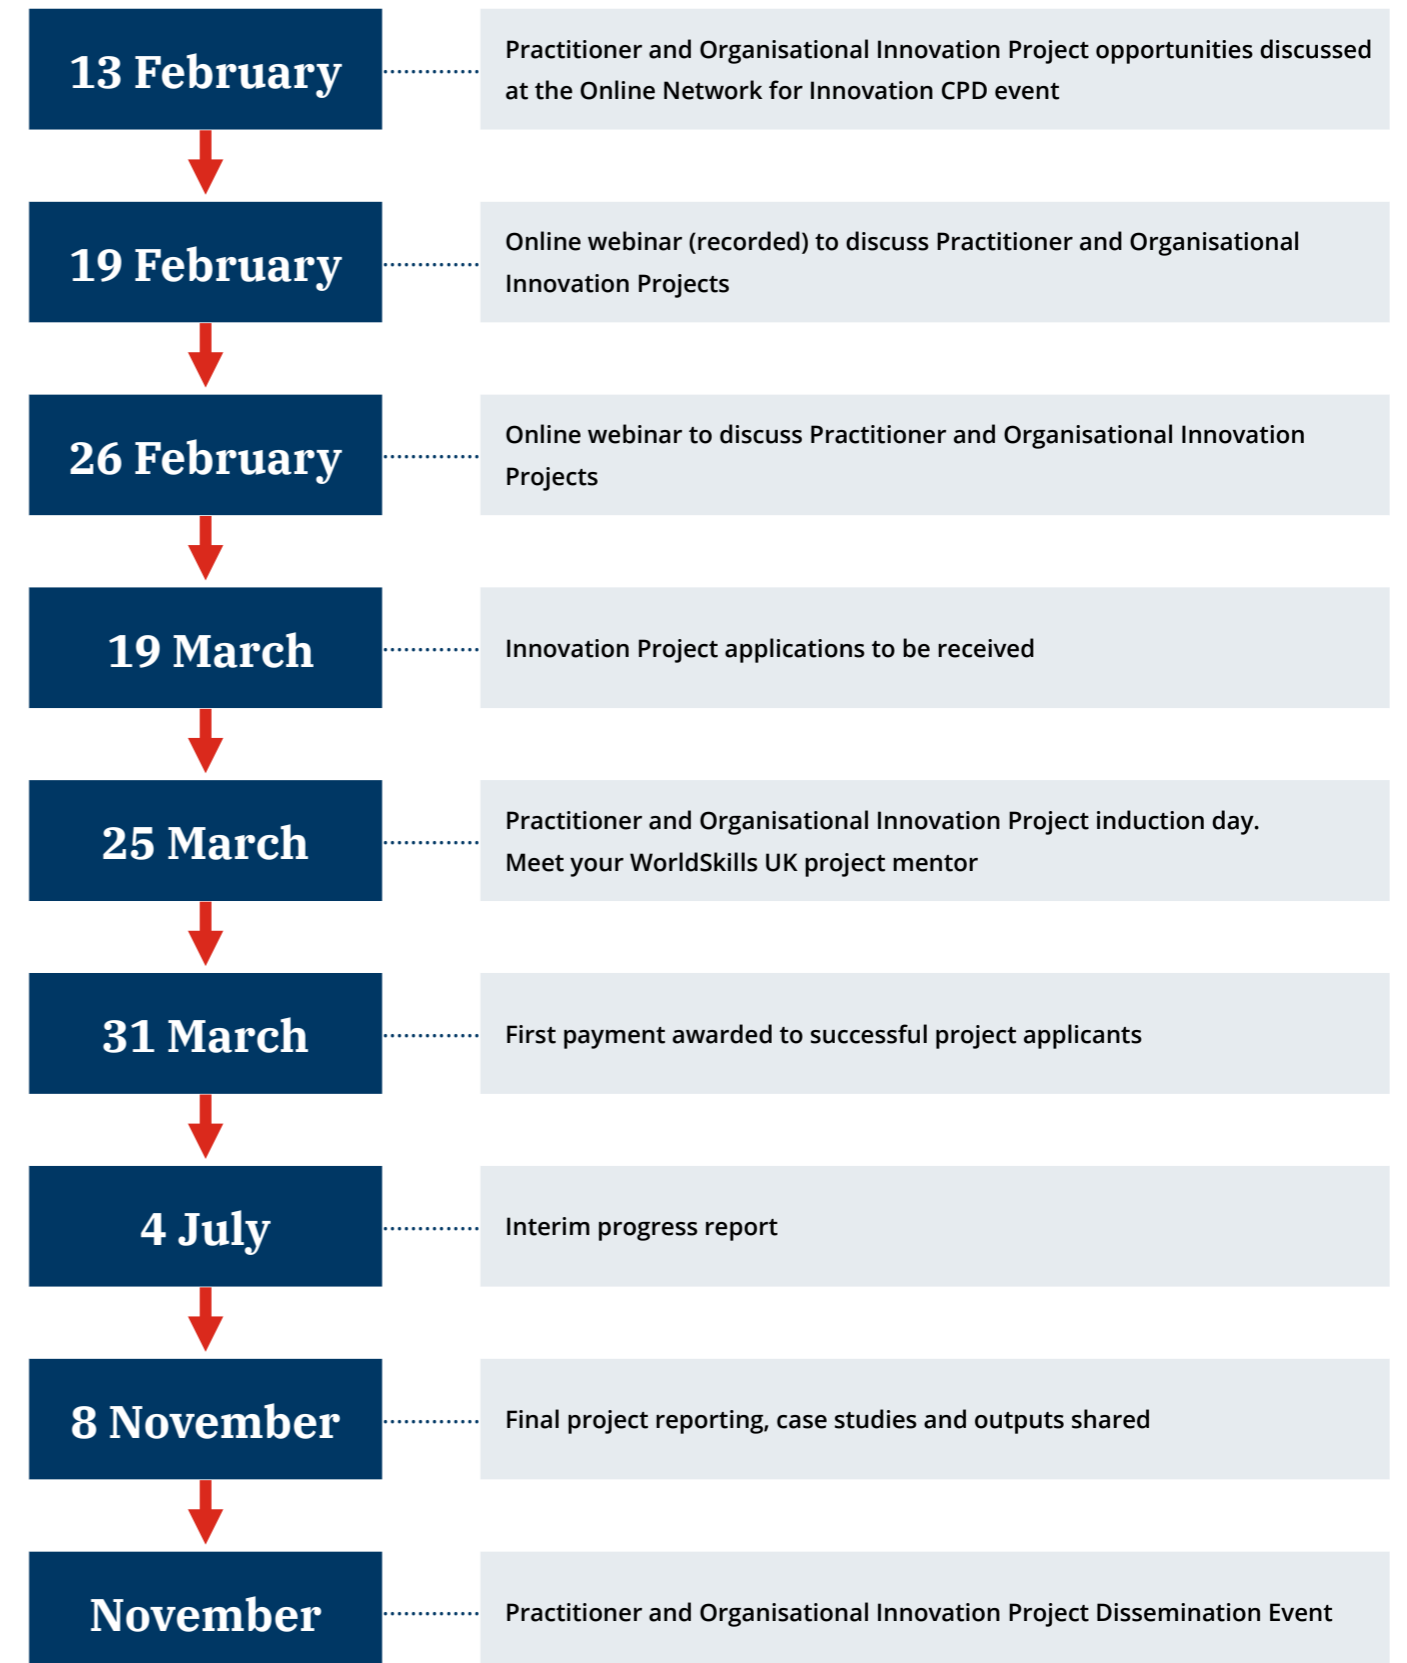 13 February
Practitioner and Organisational Innovation Project opportunities discussed
at the Online Network for Innovation CPD event
19 February
Online webinar (recorded) to discuss Practitioner and Organisational
Innovation Projects
26 February
Online webinar to discuss Practitioner and Organisational Innovation
Projects
19 March
Innovation Project applications to be received
25 March
Practitioner and Organisational Innovation Project induction day.
Meet your WorldSkills UK project mentor
31 March
First payment awarded to successful project applicants
4 July
Interim progress report
8 November
Final project reporting, case studies and outputs shared
November
Practitioner and Organisational Innovation Project Dissemination Event